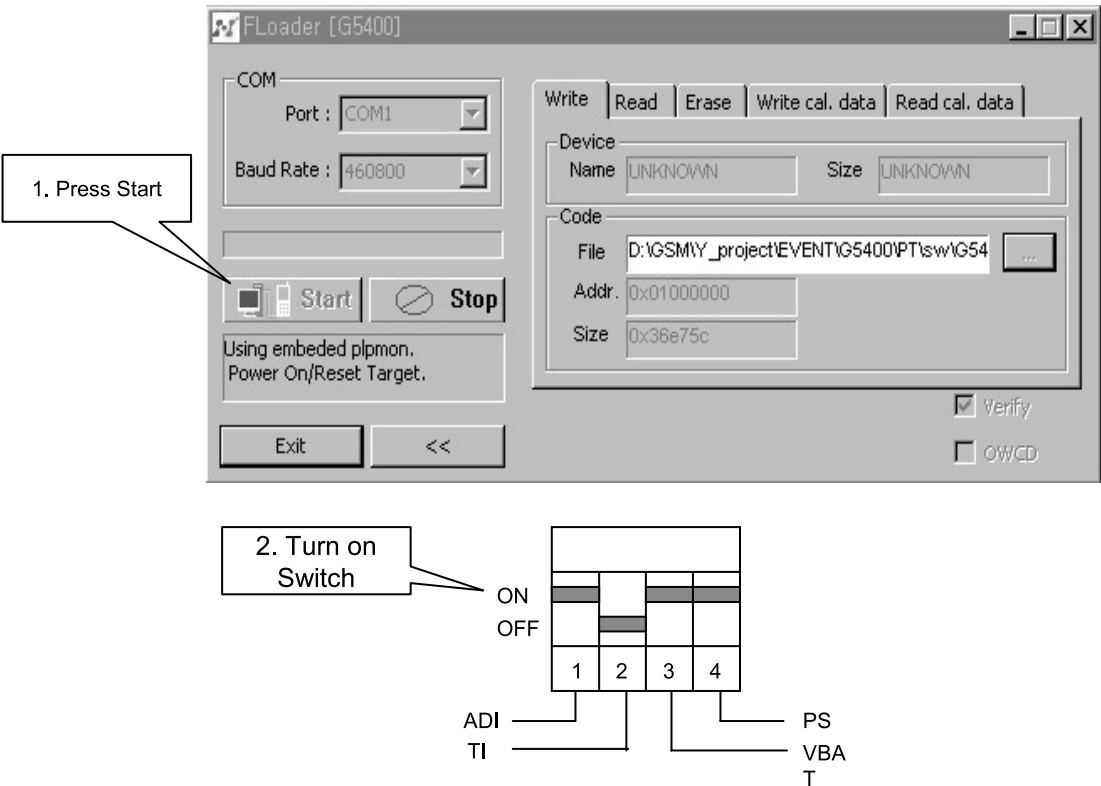 FLoader [G5400]
COM
Port : COM1
Baud Rate : 460800
1. Press Start
Start
Stop
Using embeded plpmon.
Power On/Reset Target.
Exit
<<
Write
Read
Erase
Write cal. data
Read cal. data
Device
Name UNKNOWN Size UNKNOWN
Code
File D:\GSM\Y_project\EVENT\G5400\PT\sw\G54 ...
Addr. 0x01000000
Size 0x36e75c
Verify
OWCD
2. Turn on
Switch
ON
OFF
1 2 3 4
ADI
TI
PS
VBA
T